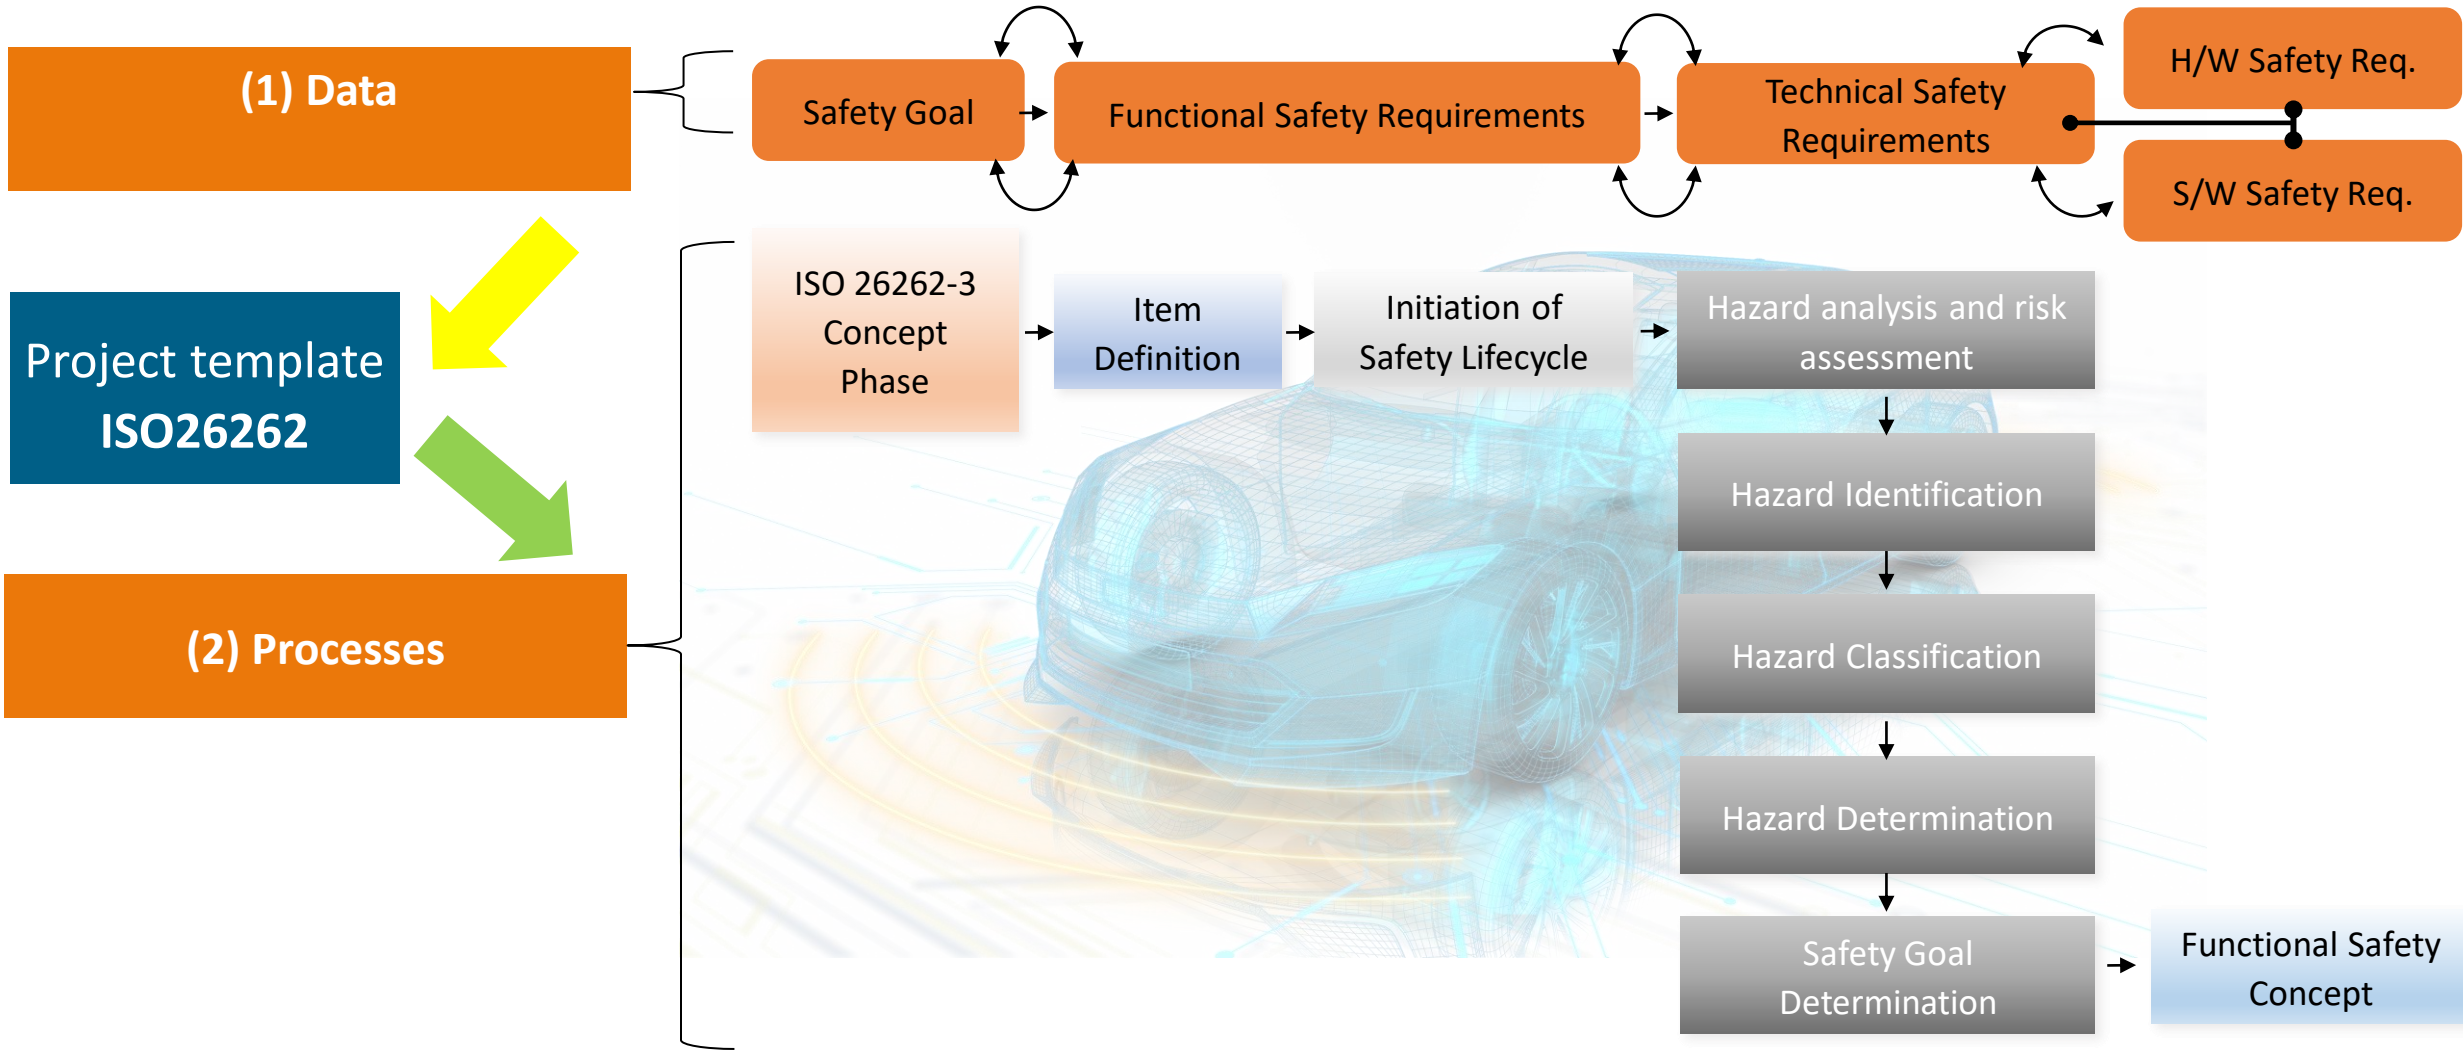 (1) Data
Safety Goal
Functional Safety Requirements
Technical Safety
Requirements
H/W Safety Req.
S/W Safety Req.
Project template
ISO26262
(2) Processes
ISO 26262-3
Concept
Phase
Item
Definition
Initiation of
Safety Lifecycle
Hazard analysis and risk
assessment
Hazard Identification
Hazard Classification
Hazard Determination
Safety Goal
Determination
Functional Safety
Concept